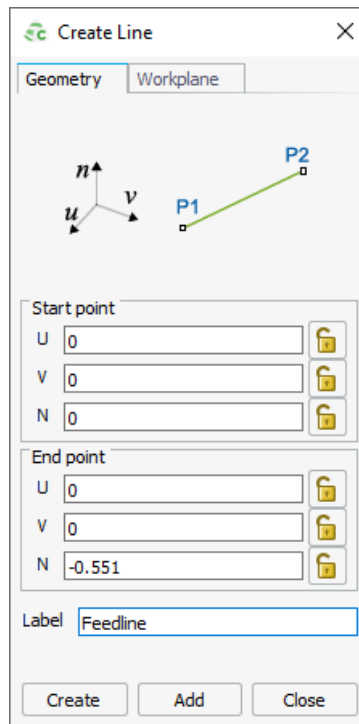 Create Line
Geometry Workplane
n
v
u
P1
P2
Start point
U 0
V 0
N 0
End point
U 0
V 0
N -0.551
Label Feedline
Create Add Close